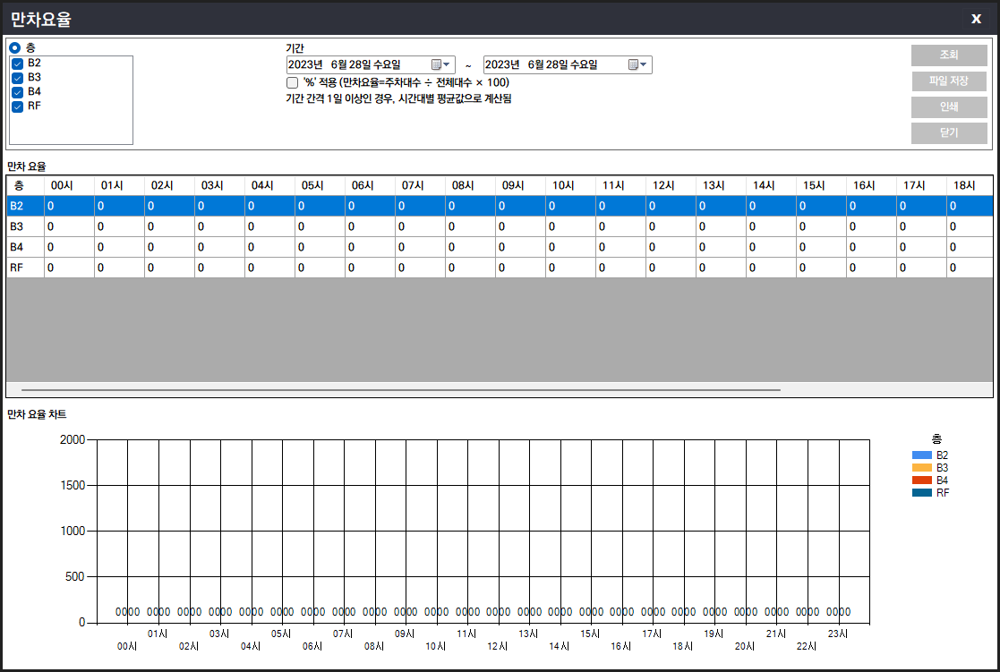 만차요율 X
층
B2
B3
B4
RF
기간
2023년 6월 28일 수요일 ~ 2023년 6월 28일 수요일
'%' 적용 (만차요율=주차대수 ÷ 전체대수 × 100)
기간 간격 1일 이상인 경우, 시간대별 평균값으로 계산됨
조회
파일 저장
인쇄
닫기
만차 요율
층 00시 01시 02시 03시 04시 05시 06시 07시 08시 09시 10시 11시 12시 13시 14시 15시 16시 17시 18시
B2 0 0 0 0 0 0 0 0 0 0 0 0 0 0 0 0 0 0 0
B3 0 0 0 0 0 0 0 0 0 0 0 0 0 0 0 0 0 0 0
B4 0 0 0 0 0 0 0 0 0 0 0 0 0 0 0 0 0 0 0
RF 0 0 0 0 0 0 0 0 0 0 0 0 0 0 0 0 0 0 0
만차 요율 차트
2000
1500
1000
500
0
0000 0000 0000 0000 0000 0000 0000 0000 0000 0000 0000 0000 0000 0000 0000 0000 0000 0000 0000 0000 0000 0000 0000 0000
01시 03시 05시 07시 09시 11시 13시 15시 17시 19시 21시 23시
00시 02시 04시 06시 08시 10시 12시 14시 16시 18시 20시 22시
층
B2
B3
B4
RF